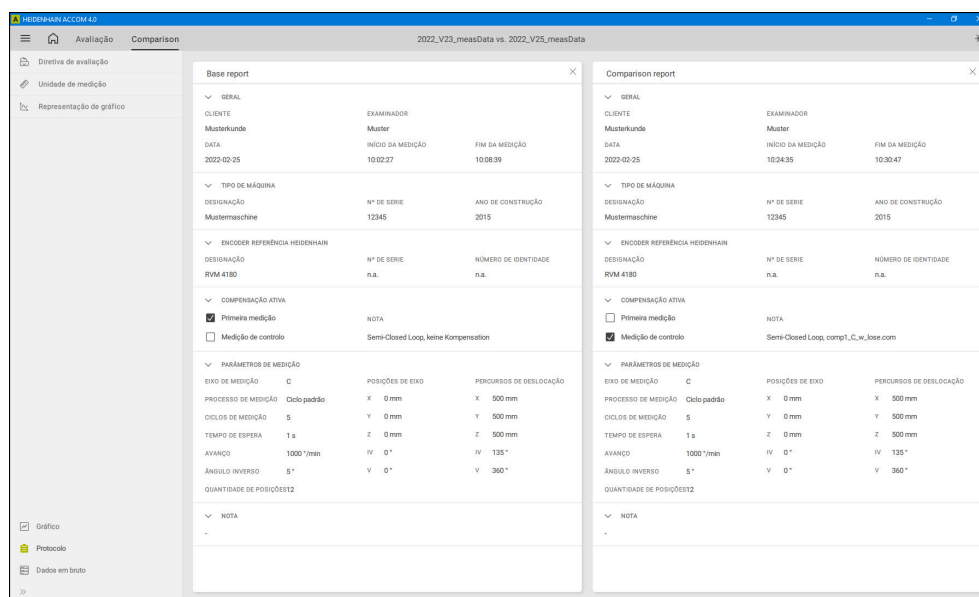 HEIDENHAIN ACCOM 4.0
Avaliação Comparison 2022_V23_measData vs. 2022_V25_measData
Diretiva de avaliação
Unidade de medição
Representação de gráfico
Gráfico
Protocolo
Dados em bruto
Base report
GERAL
CLIENTE EXAMINADOR
Musterkunde Muster
DATA INÍCIO DA MEDIÇÃO FIM DA MEDIÇÃO
2022-02-25 10:02:27 10:08:39
TIPO DE MÁQUINA
DESIGNAÇÃO Nº DE SERIE ANO DE CONSTRUÇÃO
Mustermaschine 12345 2015
ENCODER REFERÊNCIA HEIDENHAIN
DESIGNAÇÃO Nº DE SERIE NÚMERO DE IDENTIDADE
RVM 4180 n.a. n.a.
COMPENSAÇÃO ATIVA
Primeira medição NOTA
Medição de controlo Semi-Closed Loop, keine Kompensation
PARÂMETROS DE MEDIÇÃO
EIXO DE MEDIÇÃO C POSIÇÕES DE EIXO PERCURSOS DE DESLOCAÇÃO
PROCESSO DE MEDIÇÃO Ciclo padrão X 0 mm X 500 mm
CICLOS DE MEDIÇÃO 5 Y 0 mm Y 500 mm
TEMPO DE ESPERA 1 s Z 0 mm Z 500 mm
AVANÇO 1000 °/min IV 0 ° IV 135 °
ÂNGULO INVERSO 5 ° V 0 ° V 360 °
QUANTIDADE DE POSIÇÕES12
NOTA
-
Comparison report
GERAL
CLIENTE EXAMINADOR
Musterkunde Muster
DATA INÍCIO DA MEDIÇÃO FIM DA MEDIÇÃO
2022-02-25 10:24:35 10:30:47
TIPO DE MÁQUINA
DESIGNAÇÃO Nº DE SERIE ANO DE CONSTRUÇÃO
Mustermaschine 12345 2015
ENCODER REFERÊNCIA HEIDENHAIN
DESIGNAÇÃO Nº DE SERIE NÚMERO DE IDENTIDADE
RVM 4180 n.a. n.a.
COMPENSAÇÃO ATIVA
Primeira medição NOTA
Medição de controlo Semi-Closed Loop, comp1_C_w_lose.com
PARÂMETROS DE MEDIÇÃO
EIXO DE MEDIÇÃO C POSIÇÕES DE EIXO PERCURSOS DE DESLOCAÇÃO
PROCESSO DE MEDIÇÃO Ciclo padrão X 0 mm X 500 mm
CICLOS DE MEDIÇÃO 5 Y 0 mm Y 500 mm
TEMPO DE ESPERA 1 s Z 0 mm Z 500 mm
AVANÇO 1000 °/min IV 0 ° IV 135 °
ÂNGULO INVERSO 5 ° V 0 ° V 360 °
QUANTIDADE DE POSIÇÕES12
NOTA
-